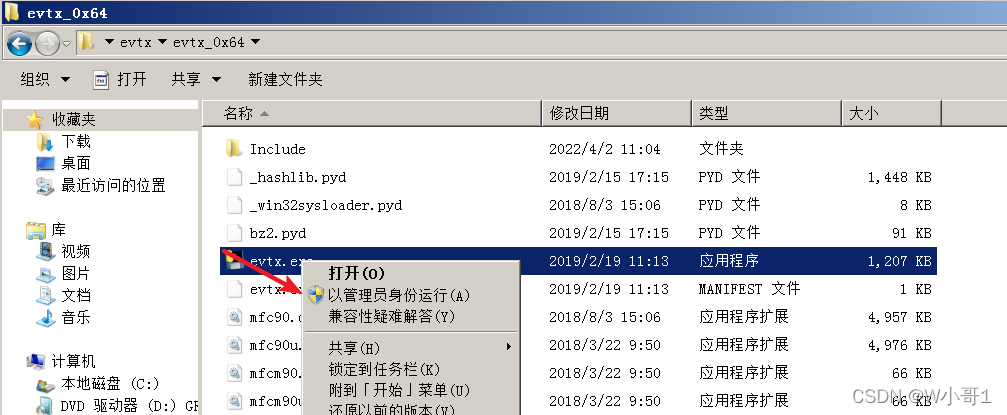 evtx_0x64
evtx evtx_0x64
组织 打开 共享 新建文件夹
收藏夹
下载
桌面
最近访问的位置
库
视频
图片
文档
音乐
计算机
本地磁盘 (C:)
DVD 驱动器 (D:) GR
名称 修改日期 类型 大小
Include 2022/4/2 11:04 文件夹
_hashlib.pyd 2019/2/15 17:15 PYD 文件 1,448 KB
_win32sysloader.pyd 2018/8/3 15:06 PYD 文件 8 KB
bz2.pyd 2019/2/15 17:15 PYD 文件 91 KB
evtx.exe 2019/2/19 11:13 应用程序 1,207 KB
evtx. 2019/2/19 11:13 MANIFEST 文件 1 KB
mfc90. 2018/8/3 15:06 应用程序扩展 4,957 KB
mfc90u. 2018/3/22 9:50 应用程序扩展 4,976 KB
mfcm90. 2018/3/22 9:50 应用程序扩展 66 KB
mfcm90u 2018/3/22 9:50 应用程序扩展 66 KB
打开(O)
以管理员身份运行(A)
兼容性疑难解答(Y)
共享(H)
锁定到任务栏(K)
附到「开始」菜单(U)
还原以前的版本(V)
CSDN @W小哥1